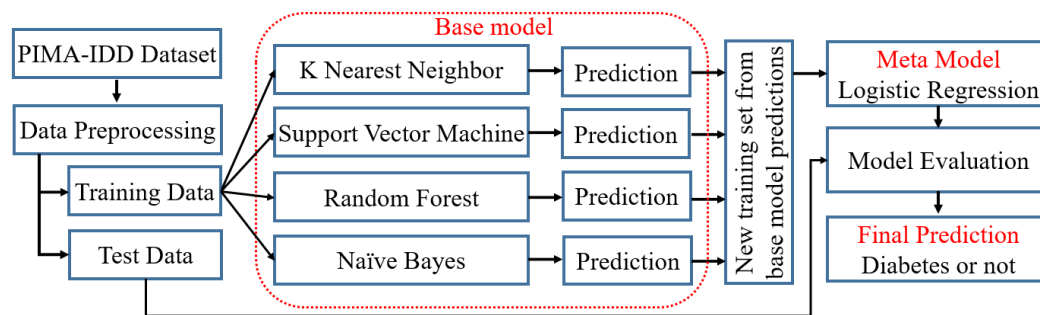 PIMA-IDD Dataset
Data Preprocessing
Training Data
Test Data
Base model
K Nearest Neighbor
Prediction
Support Vector Machine
Prediction
Random Forest
Prediction
Naïve Bayes
Prediction
New training set from
base model predictions
Meta Model
Logistic Regression
Model Evaluation
Final Prediction
Diabetes or not